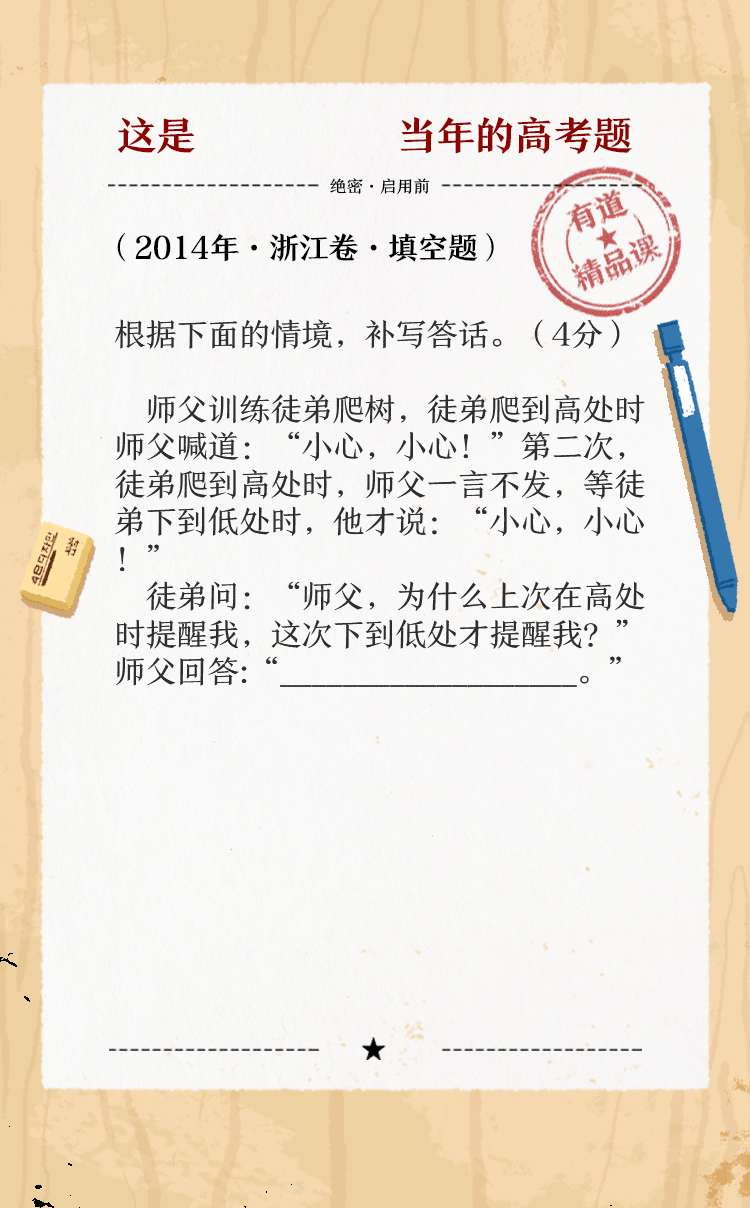 这是 当年的高考题
绝密·启用前
有道
精品课
（2014年·浙江卷·填空题）
根据下面的情境，补写答话。（4分）
师父训练徒弟爬树，徒弟爬到高处时
师父喊道：“小心，小心！”第二次，
徒弟爬到高处时，师父一言不发，等徒
弟下到低处时，他才说：“小心，小心
！”
徒弟问：“师父，为什么上次在高处
时提醒我，这次下到低处才提醒我？”
师父回答：“___________________。”